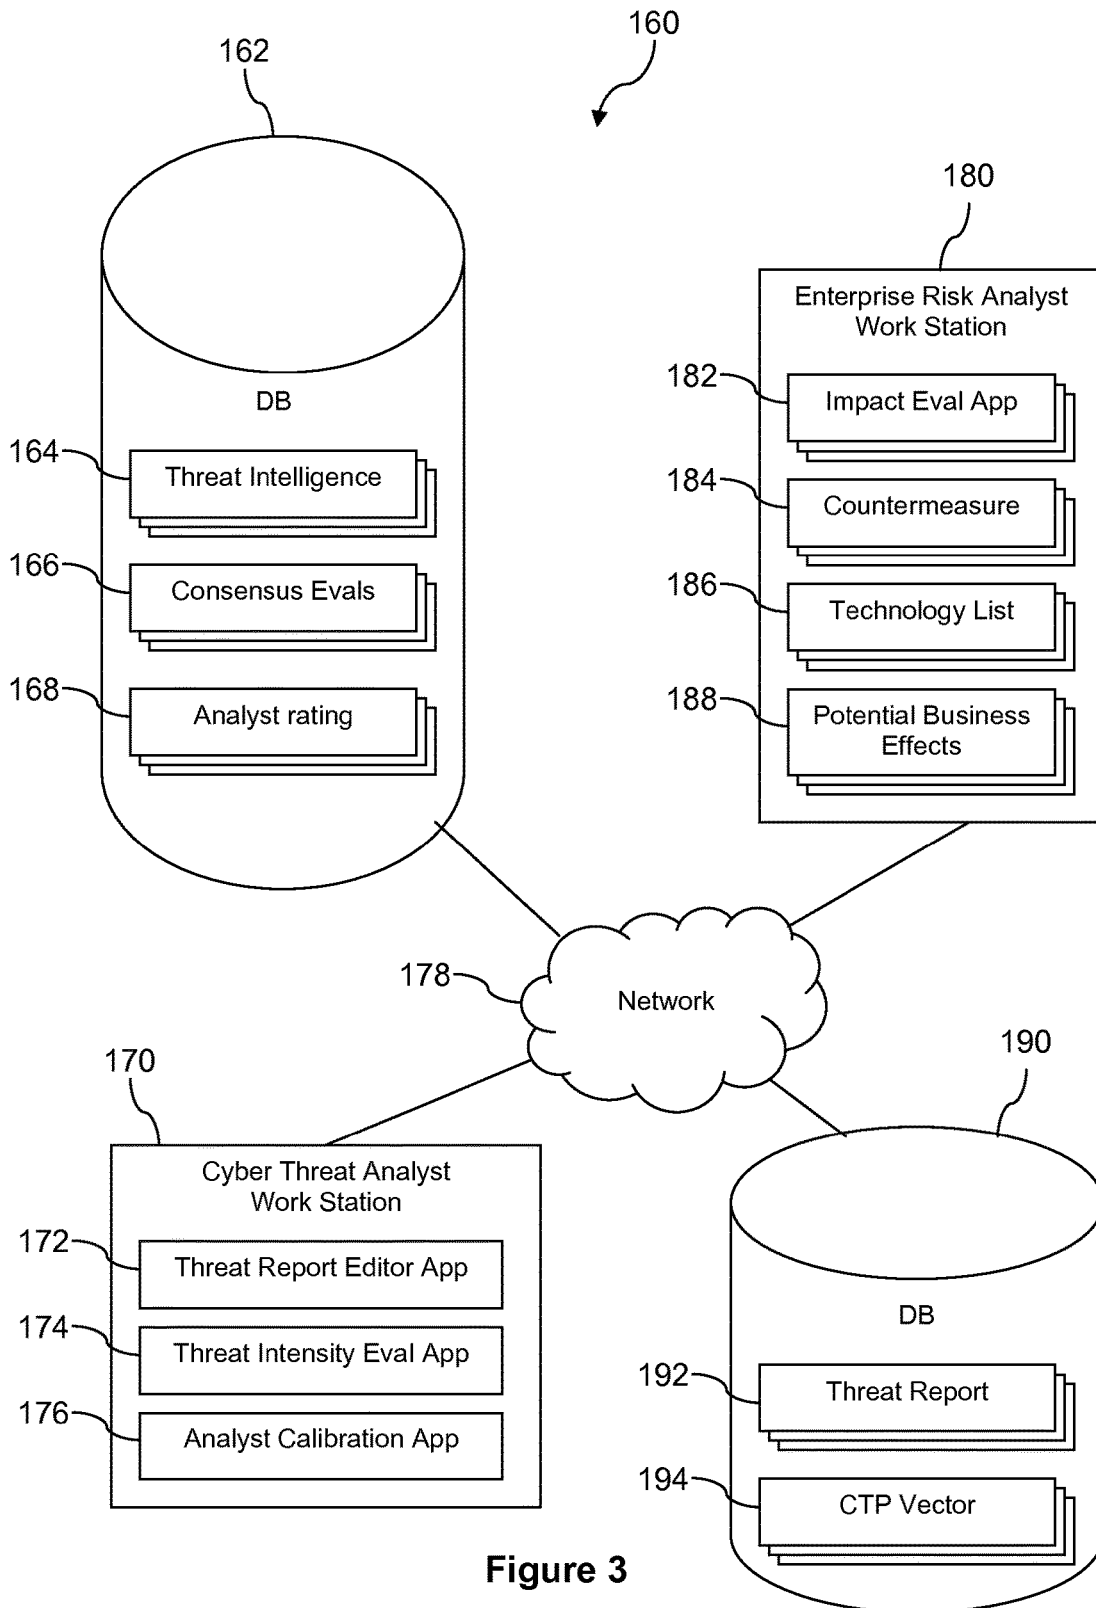 160
162
180
Enterprise Risk Analyst
Work Station
182
Impact Eval App
DB
164
Threat Intelligence
184
Countermeasure
166
Consensus Evals
186
Technology List
168
Analyst rating
188
Potential Business
Effects
178
Network
170
190
Cyber Threat Analyst
Work Station
172
Threat Report Editor App
DB
174
Threat Intensity Eval App
192
Threat Report
176
Analyst Calibration App
194
CTP Vector
Figure 3